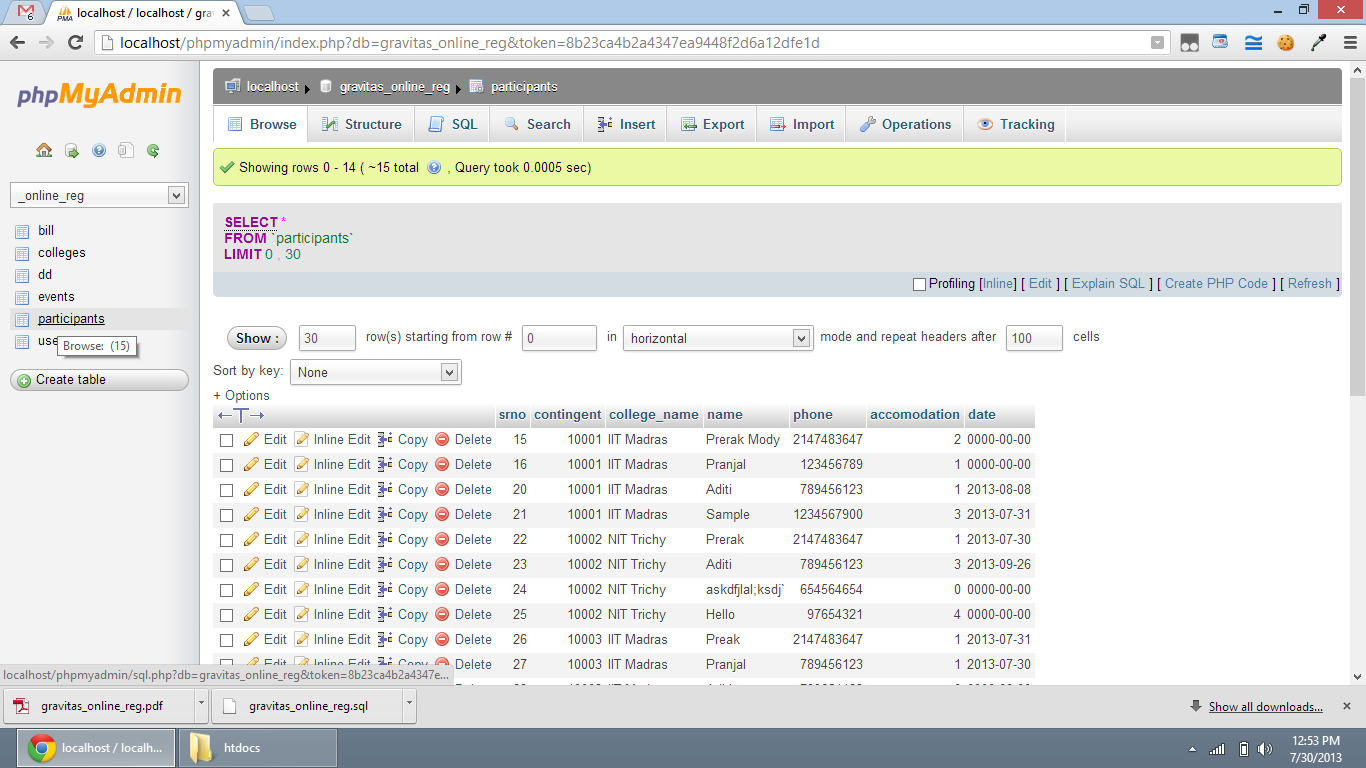 6
localhost / localhost / gra
localhost/phpmyadmin/index.php?db=gravitas_online_reg&token=8b23ca4b2a4347ea9448f2d6a12dfe1d
phpMyAdmin
_online_reg
bill
colleges
dd
events
participants
use
Browse: (15)
Create table
localhost gravitas_online_reg participants
Browse Structure SQL Search Insert Export Import Operations Tracking
Showing rows 0 - 14 ( ~15 total , Query took 0.0005 sec)
SELECT *
FROM `participants`
LIMIT 0 , 30
Profiling [Inline] [ Edit ] [ Explain SQL ] [ Create PHP Code ] [ Refresh ]
Show : 30 row(s) starting from row # 0 in horizontal mode and repeat headers after 100 cells
Sort by key: None
+ Options
←T→ srno contingent college_name name phone accomodation date
Edit Inline Edit Copy Delete 15 10001 IIT Madras Prerak Mody 2147483647 2 0000-00-00
Edit Inline Edit Copy Delete 16 10001 IIT Madras Pranjal 123456789 1 0000-00-00
Edit Inline Edit Copy Delete 20 10001 IIT Madras Aditi 789456123 1 2013-08-08
Edit Inline Edit Copy Delete 21 10001 IIT Madras Sample 1234567900 3 2013-07-31
Edit Inline Edit Copy Delete 22 10002 NIT Trichy Prerak 2147483647 1 2013-07-30
Edit Inline Edit Copy Delete 23 10002 NIT Trichy Aditi 789456123 3 2013-09-26
Edit Inline Edit Copy Delete 24 10002 NIT Trichy askdfjlal;ksdj` 654564654 0 0000-00-00
Edit Inline Edit Copy Delete 25 10002 NIT Trichy Hello 97654321 4 0000-00-00
Edit Inline Edit Copy Delete 26 10003 IIT Madras Preak 2147483647 1 2013-07-31
Edit Inline Edit Copy Delete 27 10003 IIT Madras Pranjal 789456123 1 2013-07-30
localhost/phpmyadmin/sql.php?db=gravitas_online_reg&token=8b23ca4b2a4347e...
gravitas_online_reg.pdf gravitas_online_reg.sql Show all downloads...
localhost / localh... htdocs
12:53 PM
7/30/2013